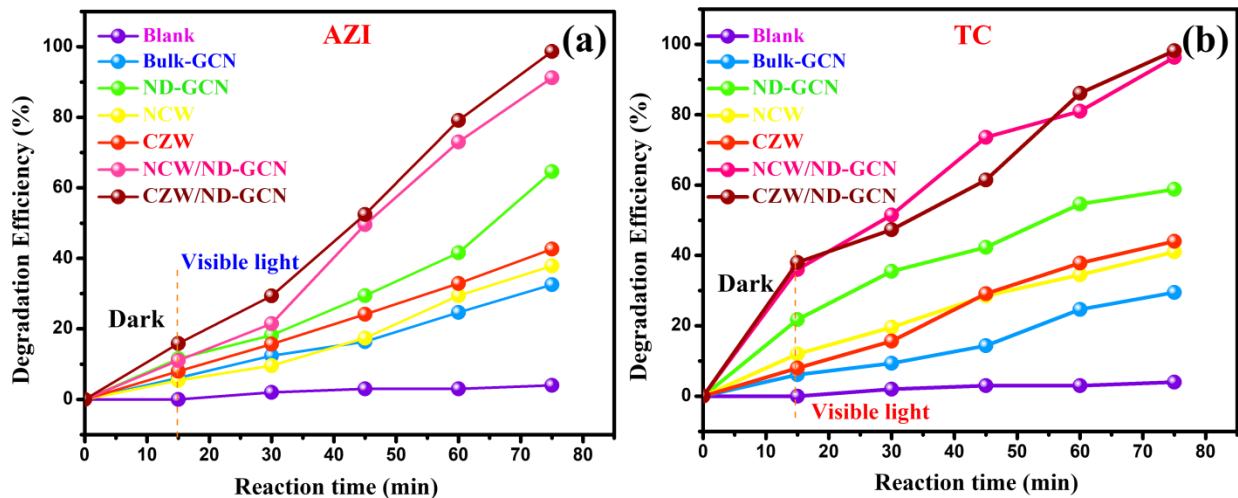 AZI
(a)
Blank
Bulk-GCN
ND-GCN
NCW
CZW
NCW/ND-GCN
CZW/ND-GCN
Visible light
Dark
Degradation Efficiency (%)
100
80
60
40
20
0
0 10 20 30 40 50 60 70 80
Reaction time (min)
TC
(b)
Blank
Bulk-GCN
ND-GCN
NCW
CZW
NCW/ND-GCN
CZW/ND-GCN
Dark
Visible light
Degradation Efficiency (%)
100
80
60
40
20
0
0 10 20 30 40 50 60 70 80
Reaction time (min)